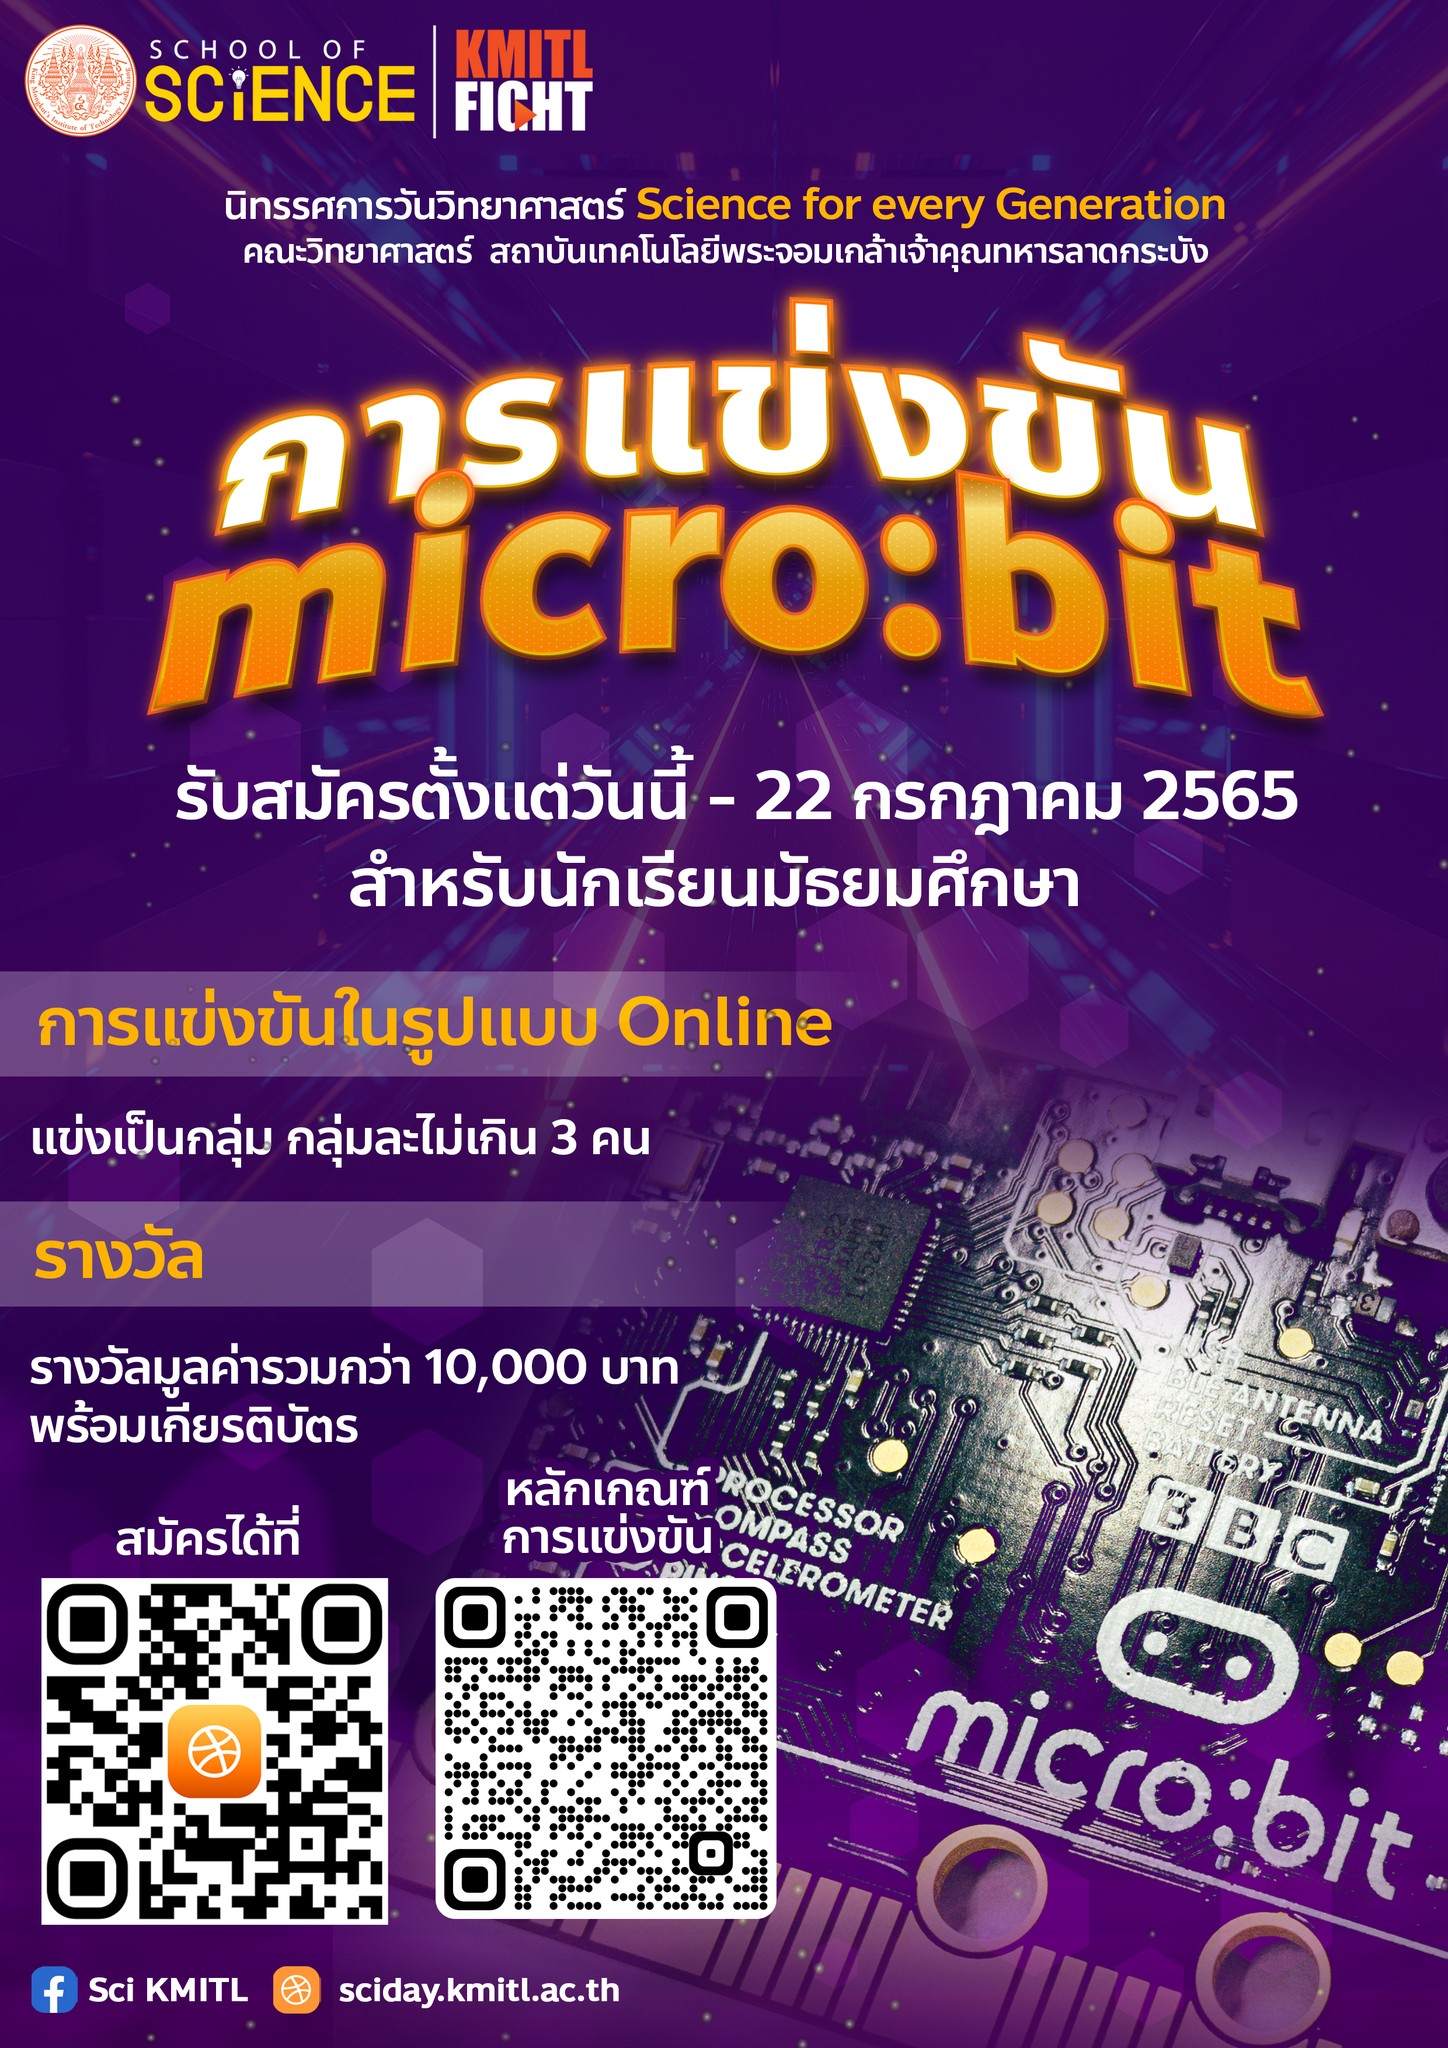 SCHOOL OF
SCiENCE
KMITL
FIGHT
King Mongkut's Institute of Technology Ladkrabang
นิทรรศการวันวิทยาศาสตร์ Science for every Generation
คณะวิทยาศาสตร์ สถาบันเทคโนโลยีพระจอมเกล้าเจ้าคุณทหารลาดกระบัง
การแข่งขัน
micro:bit
รับสมัครตั้งแต่วันนี้ - 22 กรกฎาคม 2565
สำหรับนักเรียนมัธยมศึกษา
การแข่งขันในรูปแบบ Online
แข่งเป็นกลุ่ม กลุ่มละไม่เกิน 3 คน
รางวัล
รางวัลมูลค่ารวมกว่า 10,000 บาท
พร้อมเกียรติบัตร
สมัครได้ที่
หลักเกณฑ์
การแข่งขัน
USB
BLE ANTENNA
RESET
BATTERY
ROCESSOR
OMPASS
CELEROMETER
BBC
micro:bit
Sci KMITL
sciday.kmitl.ac.th